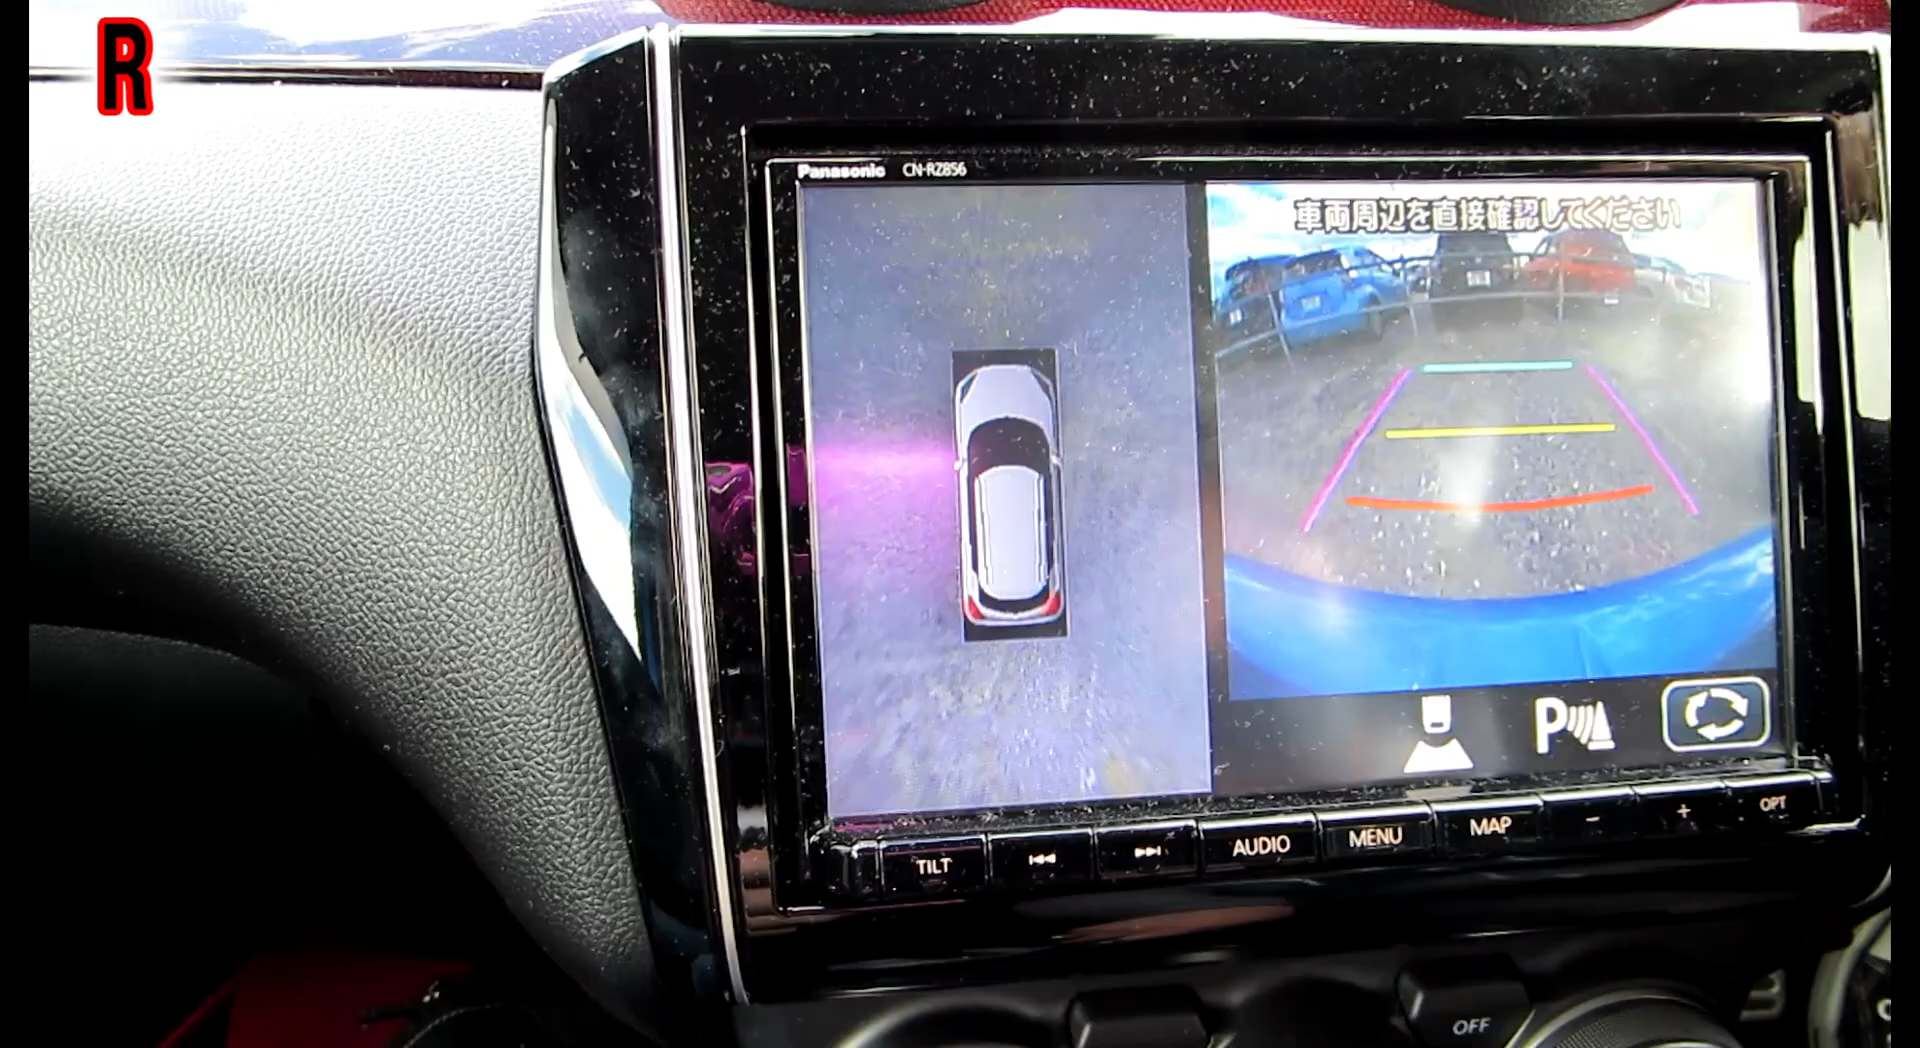 R
Panasonic CN-RZ856
車両周辺を直接確認してください
P
TILT
AUDIO
MENU
MAP
- +
OPT
OFF